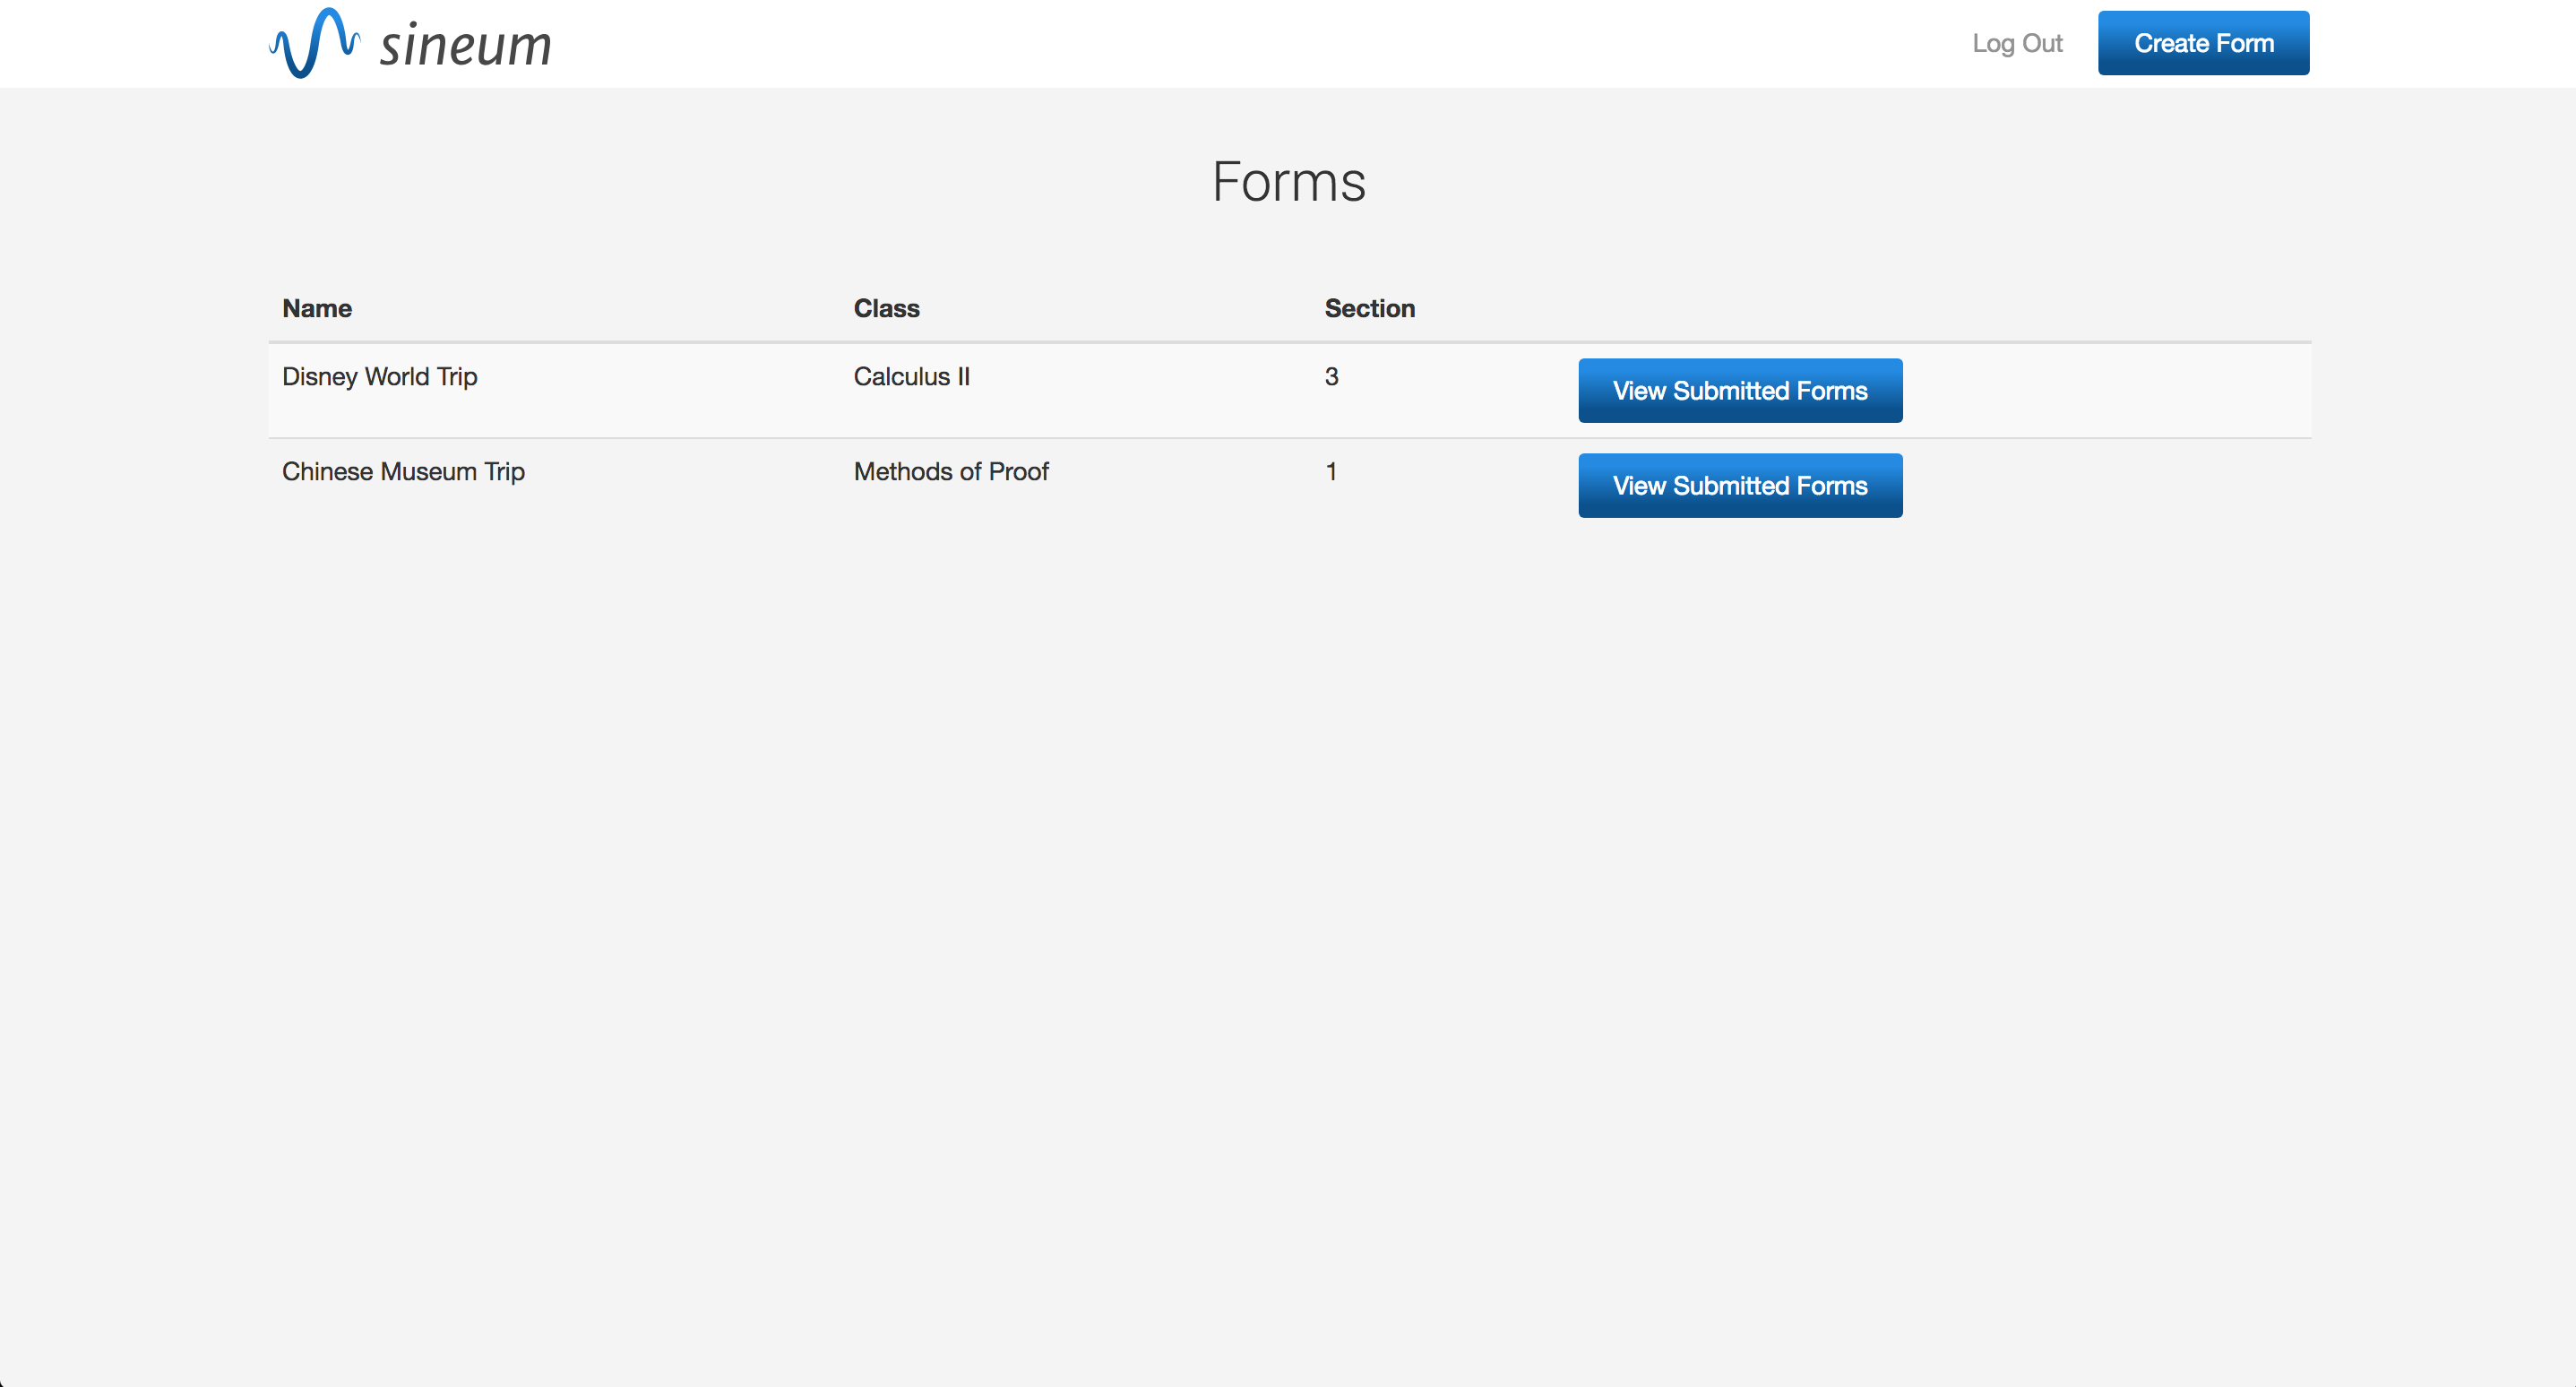 sineum
Log Out Create Form
Forms
Name Class Section
Disney World Trip Calculus II 3 View Submitted Forms
Chinese Museum Trip Methods of Proof 1 View Submitted Forms